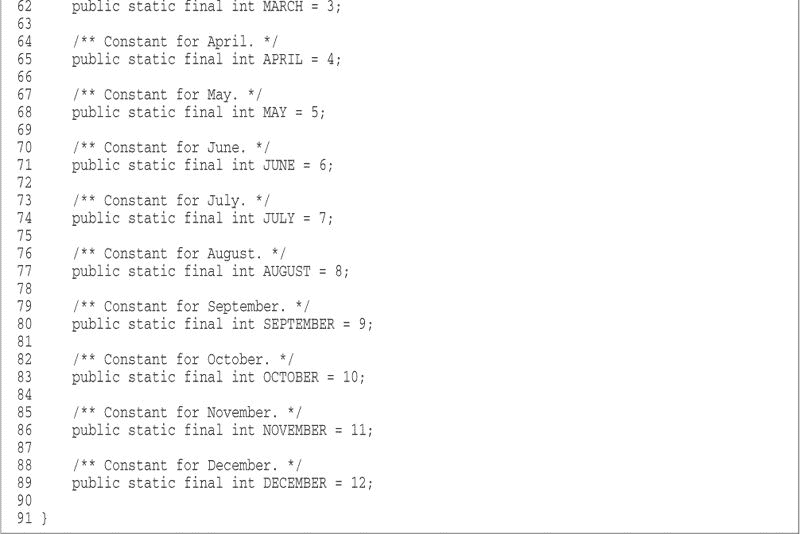 62     public static final int MARCH = 3;
63
64     /** Constant for April. */
65     public static final int APRIL = 4;
66
67     /** Constant for May. */
68     public static final int MAY = 5;
69
70     /** Constant for June. */
71     public static final int JUNE = 6;
72
73     /** Constant for July. */
74     public static final int JULY = 7;
75
76     /** Constant for August. */
77     public static final int AUGUST = 8;
78
79     /** Constant for September. */
80     public static final int SEPTEMBER = 9;
81
82     /** Constant for October. */
83     public static final int OCTOBER = 10;
84
85     /** Constant for November. */
86     public static final int NOVEMBER = 11;
87
88     /** Constant for December. */
89     public static final int DECEMBER = 12;
90
91 }